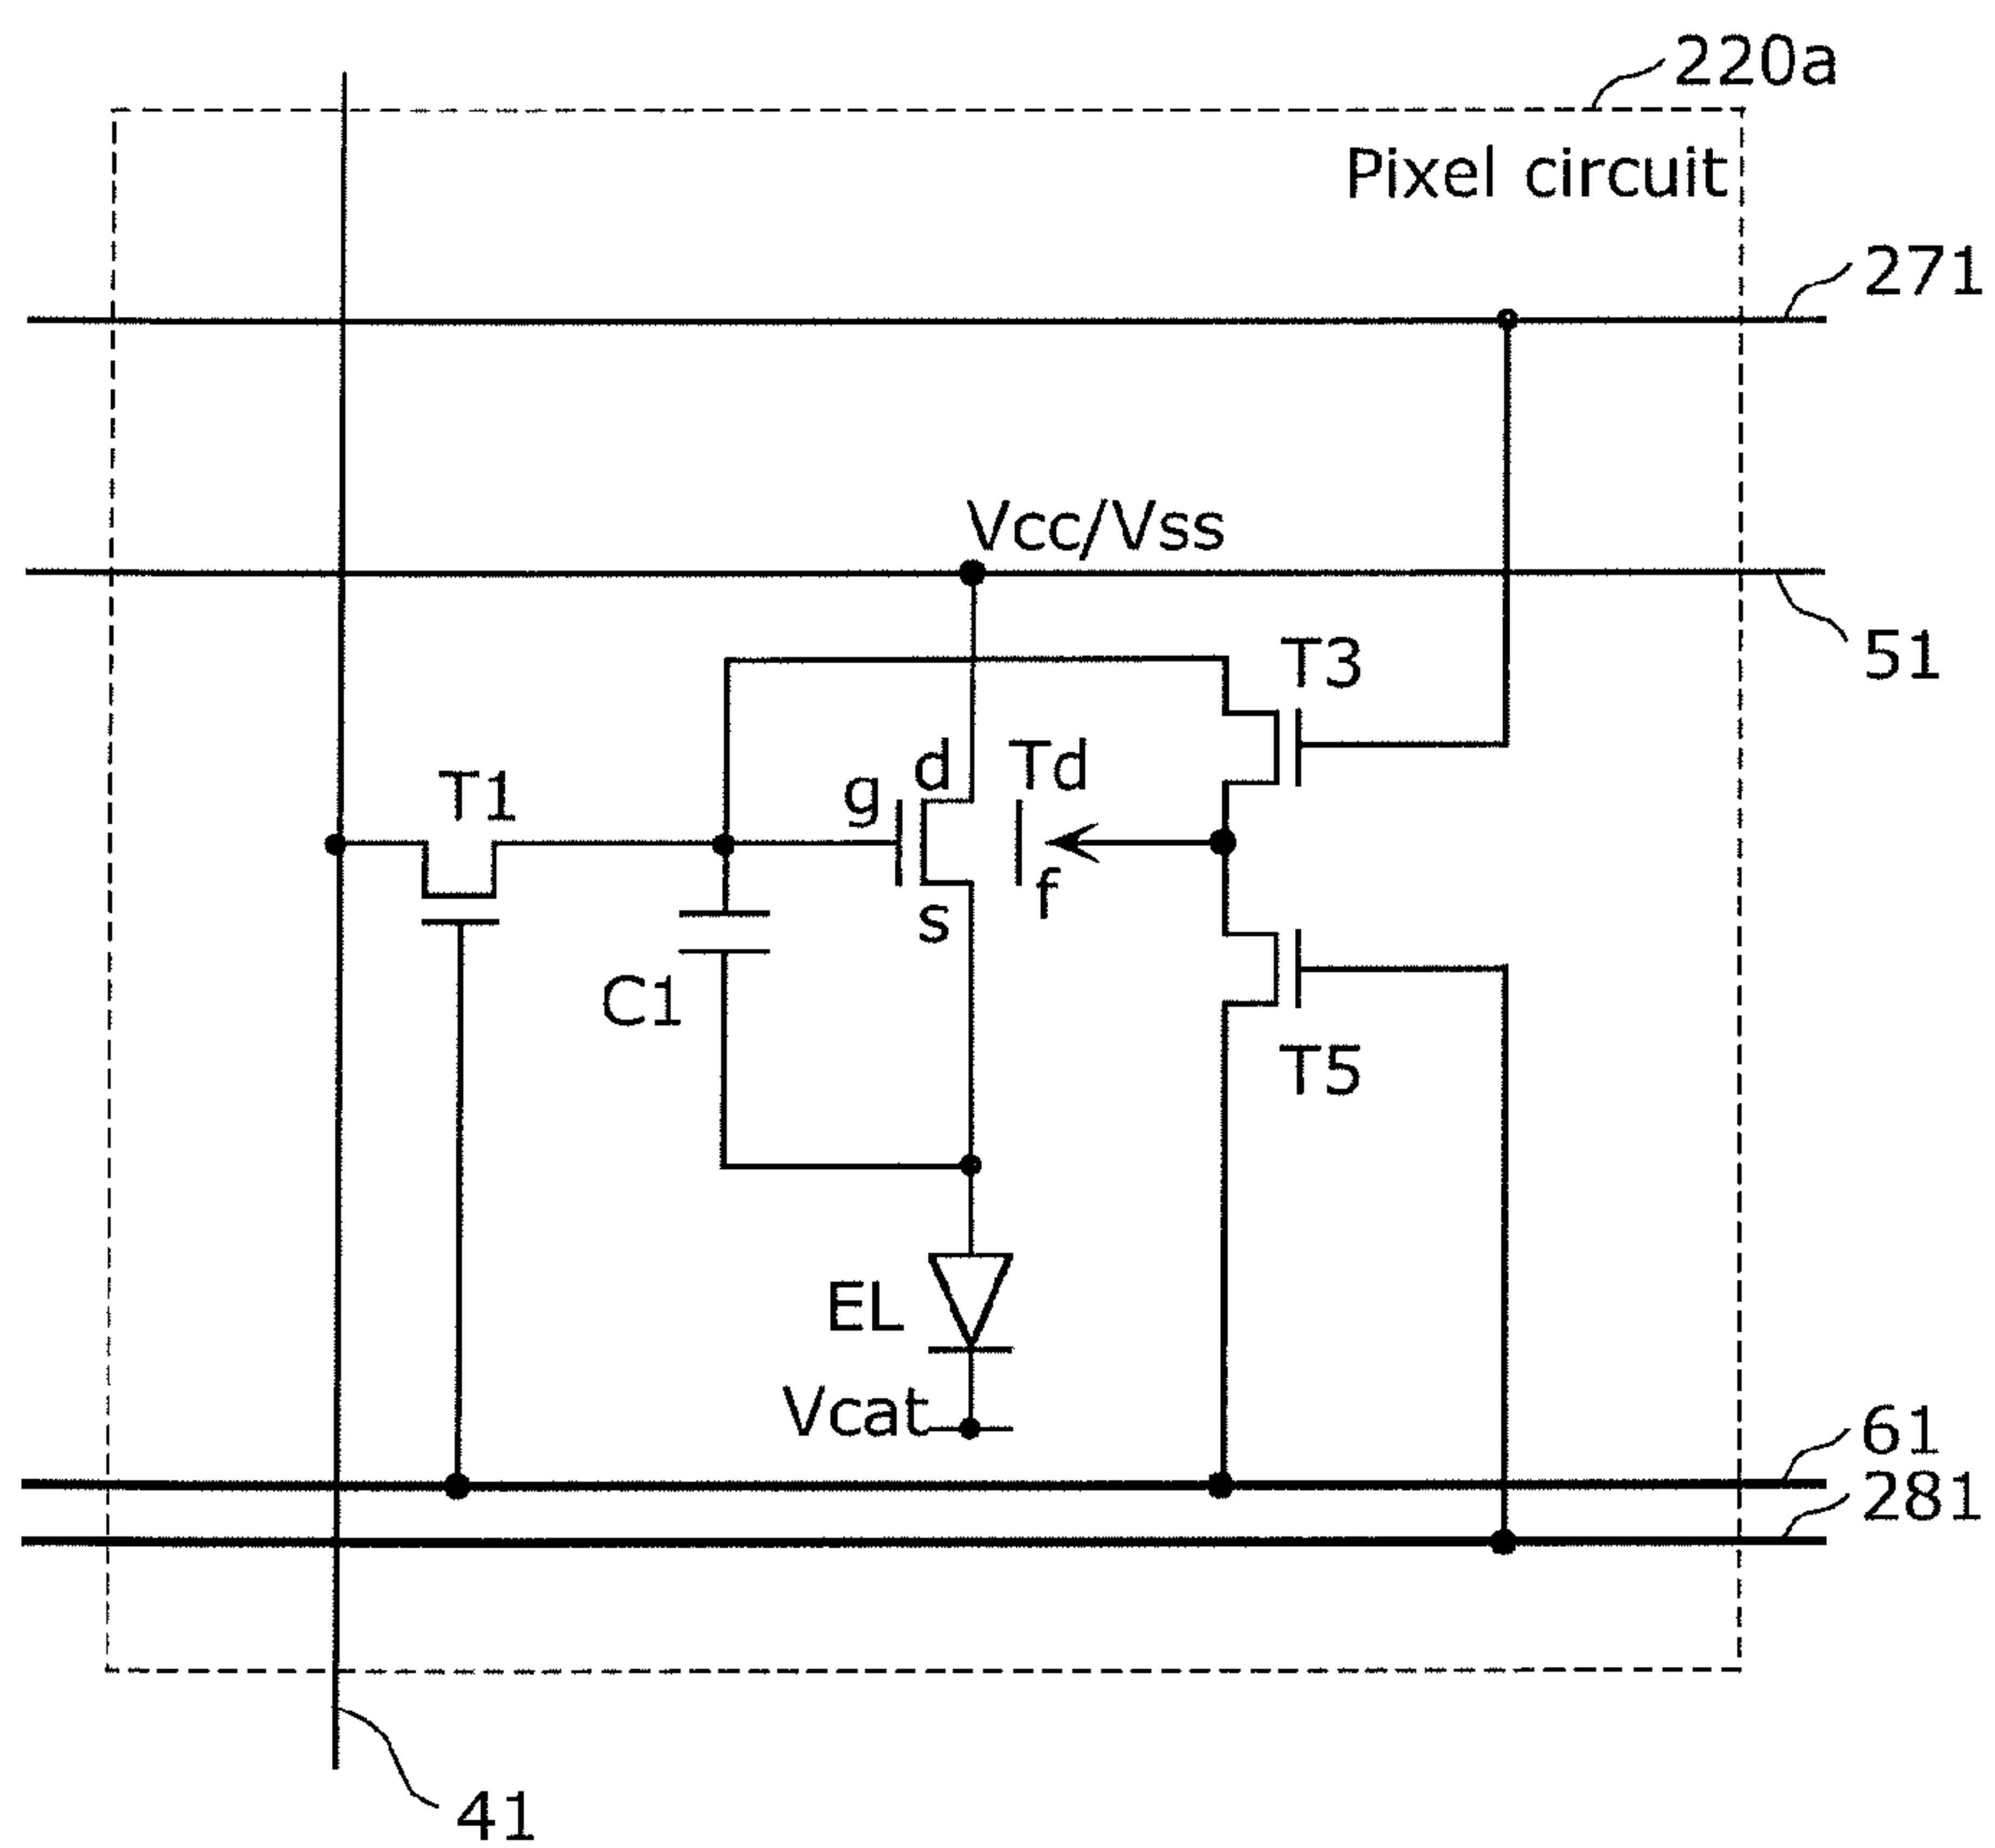 220a
Pixel circuit
271
Vcc/Vss
51
T3
T1
g
d
Td
s
f
C1
T5
EL
Vcat
61
281
41